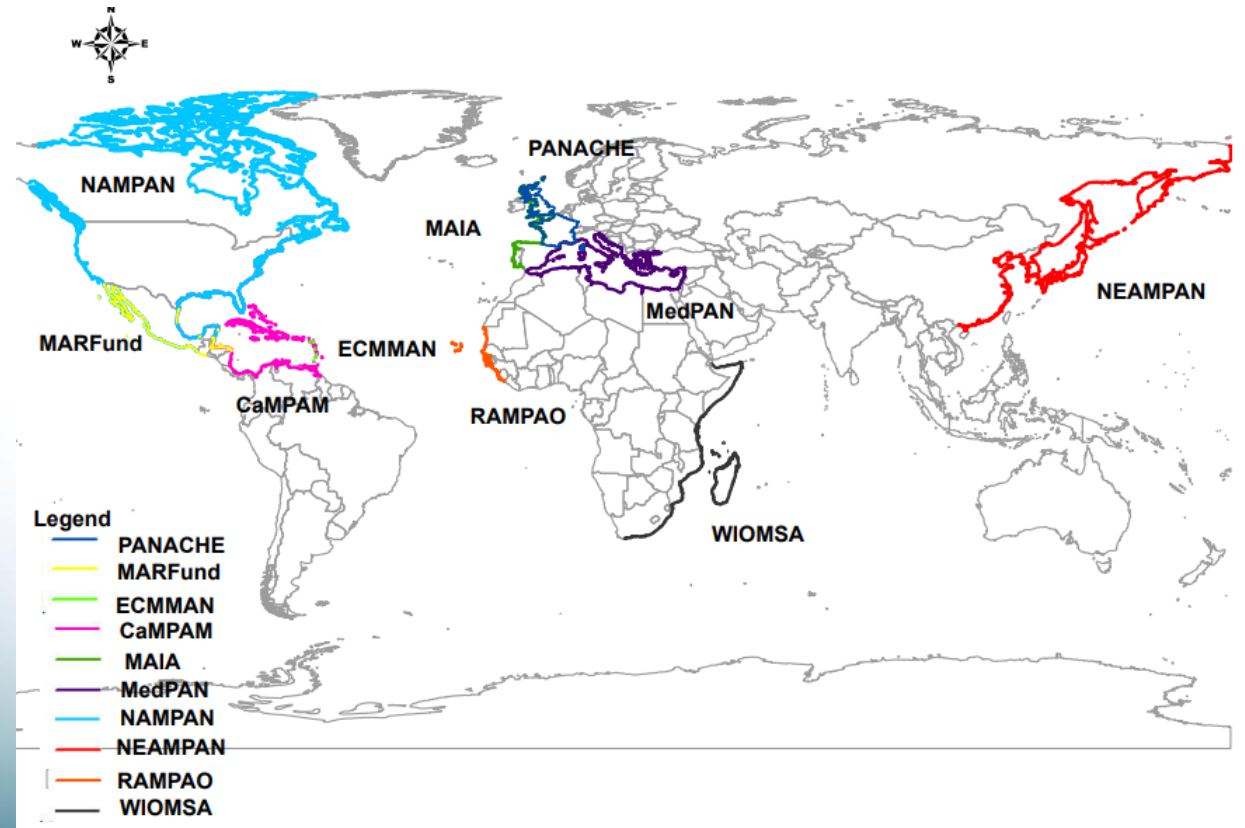 N
W E
S
PANACHE
NAMPAN
MAIA
NEAMPAN
MedPAN
MARFund
ECMMAN
CaMPAM
RAMPAO
WIOMSA
Legend
PANACHE
MARFund
ECMMAN
CaMPAM
MAIA
MedPAN
NAMPAN
NEAMPAN
RAMPAO
WIOMSA